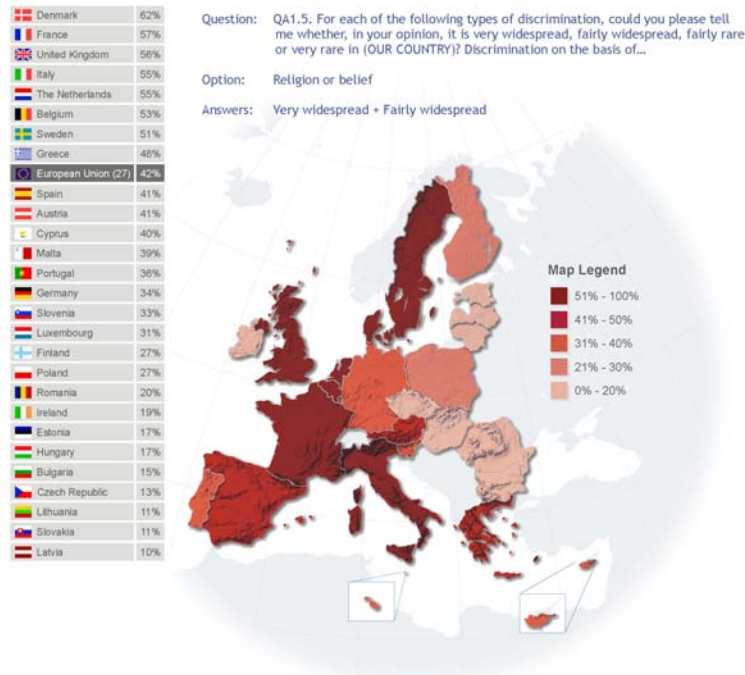 Denmark 62%
France 57%
United Kingdom 56%
Italy 55%
The Netherlands 55%
Belgium 53%
Sweden 51%
Greece 48%
European Union (27) 42%
Spain 41%
Austria 41%
Cyprus 40%
Malta 39%
Portugal 36%
Germany 34%
Slovenia 33%
Luxembourg 31%
Finland 27%
Poland 27%
Romania 20%
Ireland 19%
Estonia 17%
Hungary 17%
Bulgaria 15%
Czech Republic 13%
Lithuania 11%
Slovakia 11%
Latvia 10%
Question: QA1.5. For each of the following types of discrimination, could you please tell
me whether, in your opinion, it is very widespread, fairly widespread, fairly rare
or very rare in (OUR COUNTRY)? Discrimination on the basis of...
Option: Religion or belief
Answers: Very widespread + Fairly widespread
Map Legend
51% - 100%
41% - 50%
31% - 40%
21% - 30%
0% - 20%